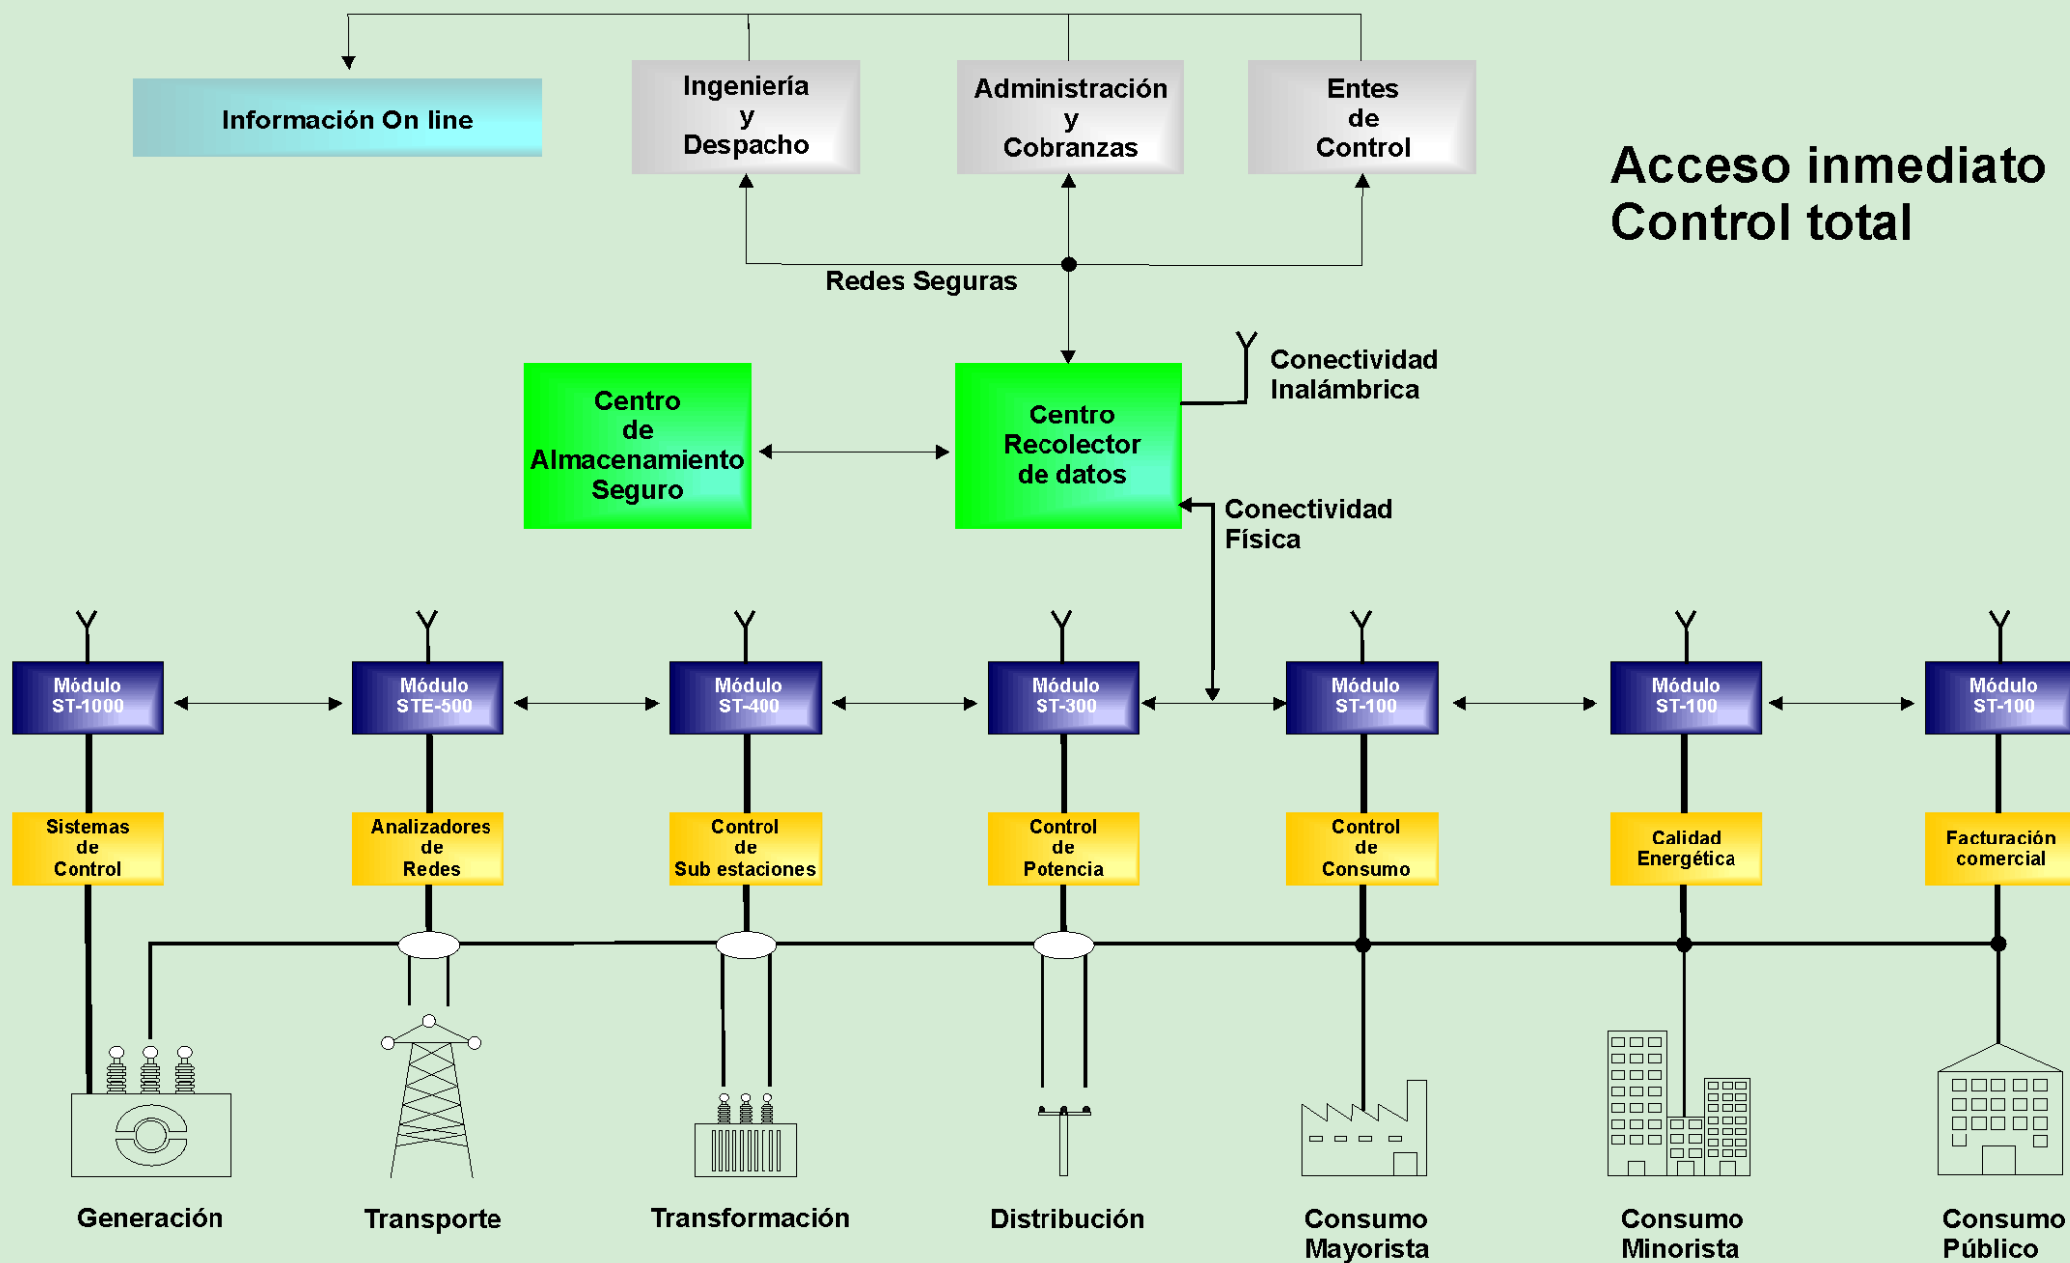 Información On line
Ingeniería
y
Despacho
Administración
y
Cobranzas
Entes
de
Control
Acceso inmediato
Control total
Redes Seguras
Centro
de
Almacenamiento
Seguro
Centro
Recolector
de datos
Conectividad
Inalámbrica
Conectividad
Física
Módulo
ST-1000
Módulo
STE-500
Módulo
ST-400
Módulo
ST-300
Módulo
ST-100
Módulo
ST-100
Módulo
ST-100
Sistemas
de
Control
Analizadores
de
Redes
Control
de
Sub estaciones
Control
de
Potencia
Control
de
Consumo
Calidad
Energética
Facturación
comercial
Generación
Transporte
Transformación
Distribución
Consumo
Mayorista
Consumo
Minorista
Consumo
Público